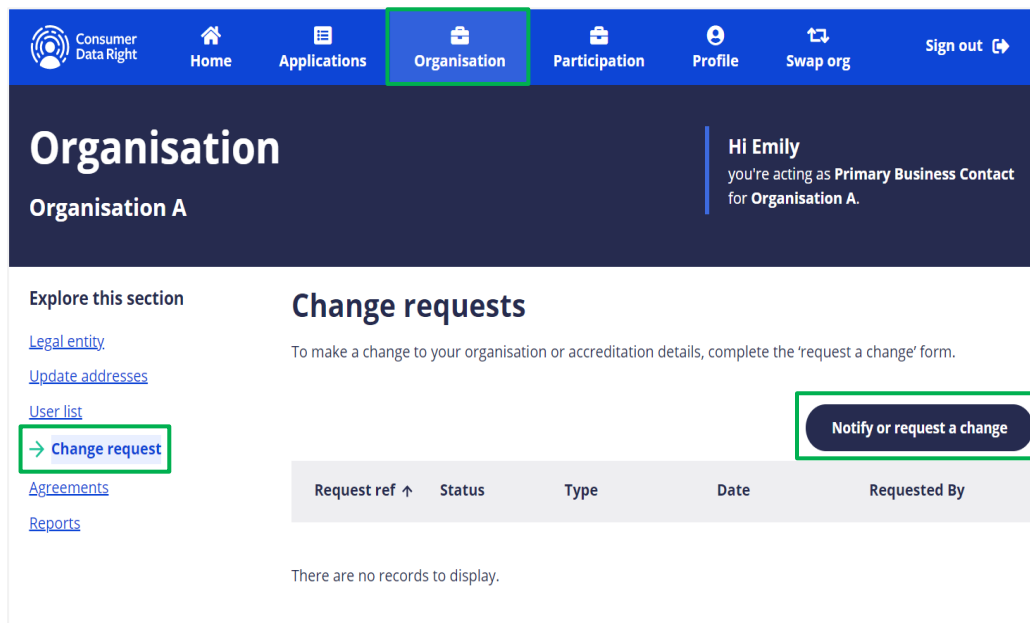 Consumer
Data Right
Home
Applications
Organisation
Participation
Profile
Swap org
Sign out
Organisation
Organisation A
Hi Emily
you're acting as Primary Business Contact
for Organisation A.
Explore this section
Legal entity
Update addresses
User list
Change request
Agreements
Reports
Change requests
To make a change to your organisation or accreditation details, complete the ‘request a change’ form.
Notify or request a change
Request ref ↑ Status Type Date Requested By
There are no records to display.